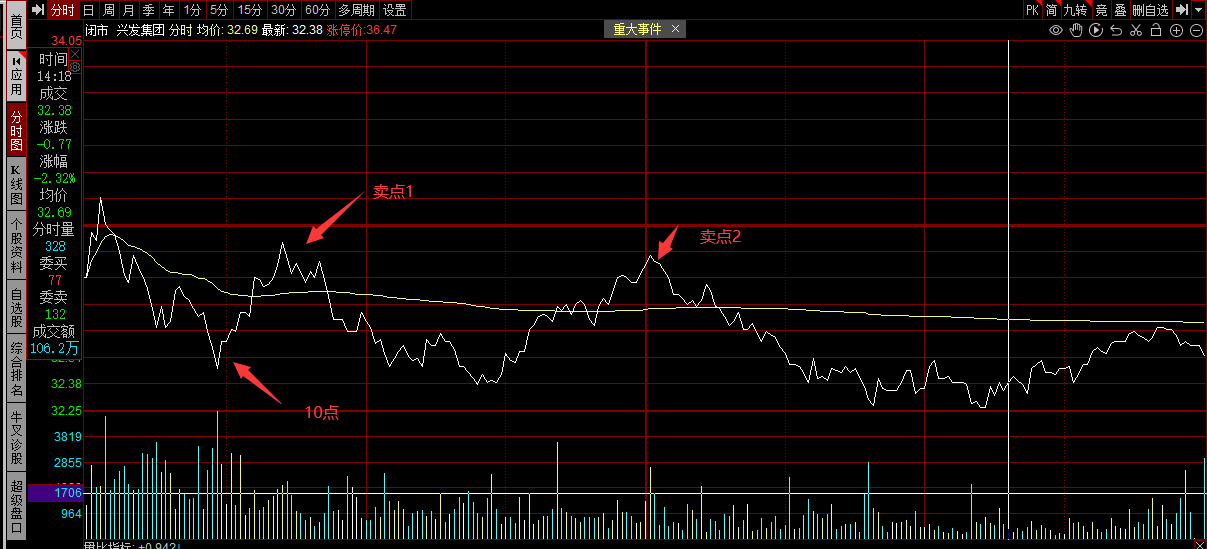 分时 日 周 月 季 年 1分 5分 15分 30分 60分 多周期 设置 PK 简 九转 竞 叠 删自选
闭市 兴发集团 分时 均价: 32.69 最新: 32.38 涨停价:36.47
重大事件 ×
首页
应用
分时图
K线图
个股资料
自选股
综合排名
牛叉诊股
超级盘口
34.05
时间
14:18
成交
32.38
涨跌
-0.77
涨幅
-2.32%
均价
32.69
分时量
328
委买
77
委卖
132
成交额
106.2万
32.38
32.25
3819
2855
1706
964
卖点1
卖点2
10点